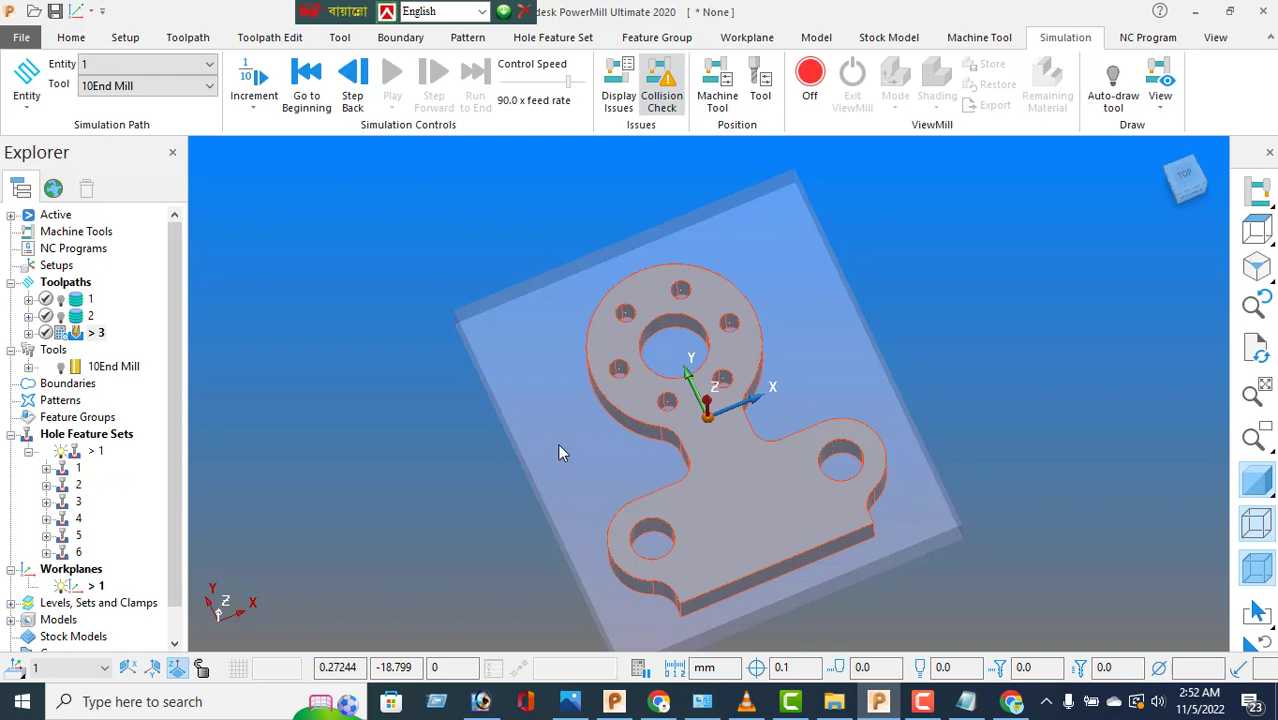 বাংলা বায়ান্নো English desk PowerMill Ultimate 2020 [ * None ]
File Home Setup Toolpath Toolpath Edit Tool Boundary Pattern Hole Feature Set Feature Group Workplane Model Stock Model Machine Tool Simulation NC Program View
Entity 1
Tool 10End Mill
Entity
Simulation Path
1
10
Increment
Go to Beginning
Step Back
Play
Step Forward
Run to End
Control Speed
90.0 x feed rate
Simulation Controls
Display Issues
Collision Check
Issues
Machine Tool
Tool
Position
Off
Exit ViewMill
Mode
Shading
Store
Restore
Export
Remaining Material
ViewMill
Auto-draw tool
View
Draw
Explorer
Active
Machine Tools
NC Programs
Setups
Toolpaths
1
2
> 3
Tools
10End Mill
Boundaries
Patterns
Feature Groups
Hole Feature Sets
> 1
1
2
3
4
5
6
Workplanes
> 1
Levels, Sets and Clamps
Models
Stock Models
TOP
Y
Z
X
Y
Z
X
1 0.27244 -18.799 0 mm 0.1 0.0 0.0 0.0 0.0
Type here to search
2:52 AM
11/5/2022
23